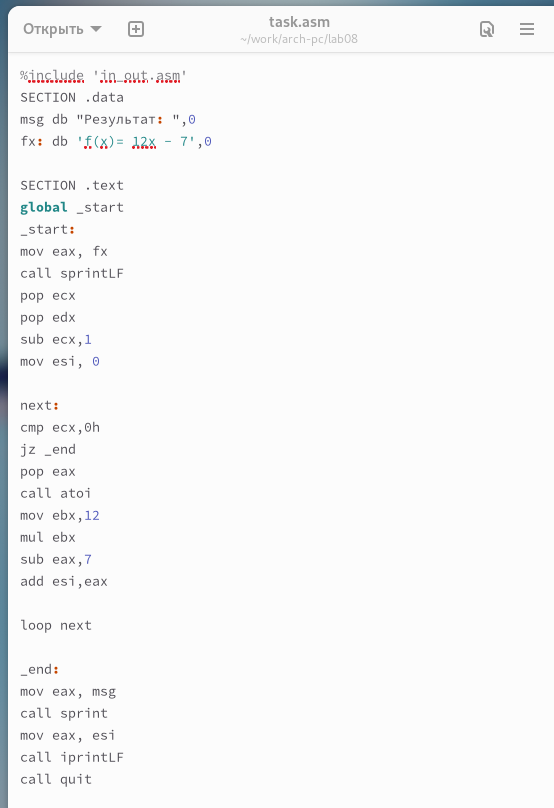 Открыть
task.asm
~/work/arch-pc/lab08
%include 'in_out.asm'
SECTION .data
msg db "Результат: ",0
fx: db 'f(x)= 12x - 7',0
SECTION .text
global _start
_start:
mov eax, fx
call sprintLF
pop ecx
pop edx
sub ecx,1
mov esi, 0
next:
cmp ecx,0h
jz _end
pop eax
call atoi
mov ebx,12
mul ebx
sub eax,7
add esi,eax
loop next
_end:
mov eax, msg
call sprint
mov eax, esi
call iprintLF
call quit